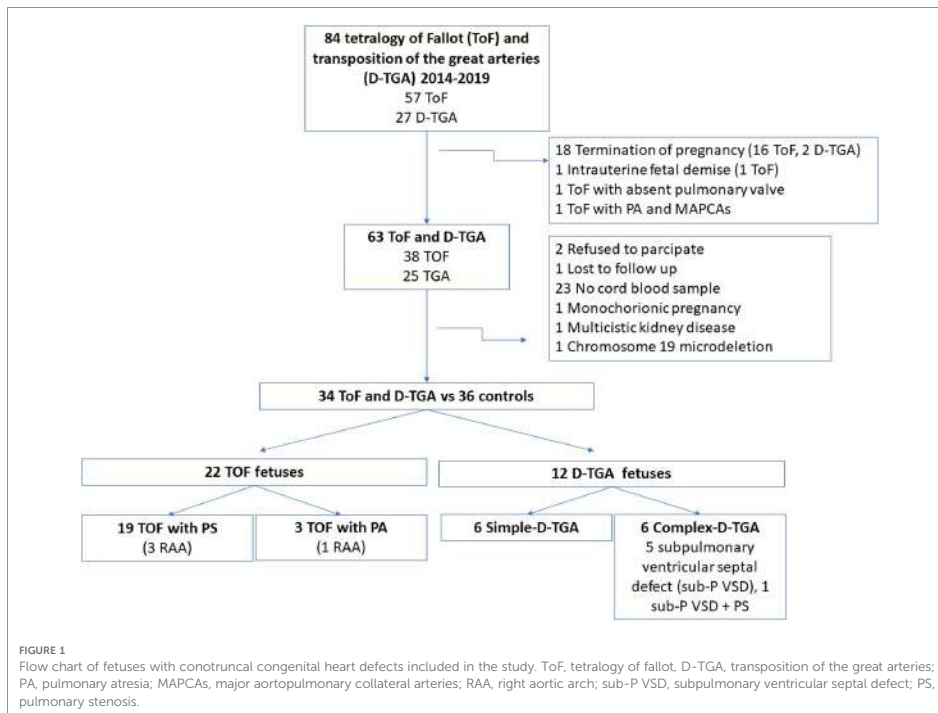 84 tetralogy of Fallot (ToF) and
transposition of the great arteries
(D-TGA) 2014-2019
57 ToF
27 D-TGA
18 Termination of pregnancy (16 ToF, 2 D-TGA)
1 Intrauterine fetal demise (1 ToF)
1 ToF with absent pulmonary valve
1 ToF with PA and MAPCAs
63 ToF and D-TGA
38 TOF
25 TGA
2 Refused to parcipate
1 Lost to follow up
23 No cord blood sample
1 Monochorionic pregnancy
1 Multicistic kidney disease
1 Chromosome 19 microdeletion
34 ToF and D-TGA vs 36 controls
22 TOF fetuses
12 D-TGA fetuses
19 TOF with PS
(3 RAA)
3 TOF with PA
(1 RAA)
6 Simple-D-TGA
6 Complex-D-TGA
5 subpulmonary
ventricular septal
defect (sub-P VSD), 1
sub-P VSD + PS
FIGURE 1
Flow chart of fetuses with conotruncal congenital heart defects included in the study. ToF, tetralogy of fallot, D-TGA, transposition of the great arteries;
PA, pulmonary atresia; MAPCAs, major aortopulmonary collateral arteries; RAA, right aortic arch; sub-P VSD, subpulmonary ventricular septal defect; PS,
pulmonary stenosis.